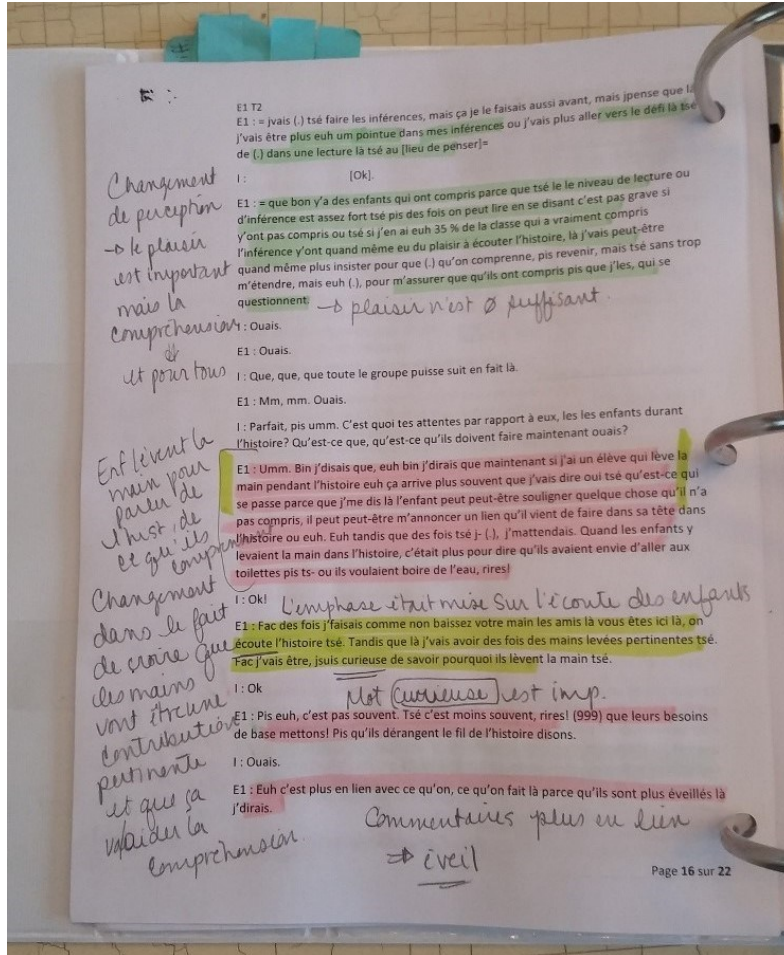 E1 T2
E1 : = jvais (.) tsé faire les inférences, mais ça je le faisais aussi avant, mais jpense que là
j'vais être plus euh um pointue dans mes inférences ou j'vais plus aller vers le défi là tsé
de (.) dans une lecture là tsé au [lieu de penser]=
I : [Ok].
E1 : = que bon y'a des enfants qui ont compris parce que tsé le le niveau de lecture ou
d'inférence est assez fort tsé pis des fois on peut lire en se disant c'est pas grave si
y'ont pas compris ou tsé si j'en ai euh 35 % de la classe qui a vraiment compris
l'inférence y'ont quand même eu du plaisir à écouter l'histoire, là j'vais peut-être
quand même plus insister pour que (.) qu'on comprenne, pis revenir, mais tsé sans trop
m'étendre, mais euh (.), pour m'assurer que qu'ils ont compris pis que j'les, qui se
questionnent.
→ plaisir n'est ∅ suffisant.
Changement
de perception
→ le plaisir
est important
mais la
compréhension
et pour tous
I : Ouais.
E1 : Ouais.
I : Que, que, que toute le groupe puisse suit en fait là.
E1 : Mm, mm. Ouais.
I : Parfait, pis umm. C'est quoi tes attentes par rapport à eux, les les enfants durant
l'histoire? Qu'est-ce que, qu'est-ce qu'ils doivent faire maintenant ouais?
E1 : Umm. Bin j'disais que, euh bin j'dirais que maintenant si j'ai un élève qui lève la
main pendant l'histoire euh ça arrive plus souvent que j'vais dire oui tsé qu'est-ce qui
se passe parce que j'me dis là l'enfant peut peut-être souligner quelque chose qu'il n'a
pas compris, il peut peut-être m'annoncer un lien qu'il vient de faire dans sa tête dans
l'histoire ou euh. Euh tandis que des fois tsé j- (.), j'mattendais. Quand les enfants y
levaient la main dans l'histoire, c'était plus pour dire qu'ils avaient envie d'aller aux
toilettes pis ts- ou ils voulaient boire de l'eau, rires!
Enf lèvent la
main pour
parler de
l'hist, de
ce qu'ils
comprennent
I : Ok!
L'emphase était mise sur l'écoute des enfants
E1 : Fac des fois j'faisais comme non baissez votre main les amis là vous êtes ici là, on
écoute l'histoire tsé. Tandis que là j'vais avoir des fois des mains levées pertinentes tsé.
Fac j'vais être, jsuis curieuse de savoir pourquoi ils lèvent la main tsé.
I : Ok
Mot curieuse est imp.
E1 : Pis euh, c'est pas souvent. Tsé c'est moins souvent, rires! (999) que leurs besoins
de base mettons! Pis qu'ils dérangent le fil de l'histoire disons.
I : Ouais.
E1 : Euh c'est plus en lien avec ce qu'on, ce qu'on fait là parce qu'ils sont plus éveillés là
j'dirais.
Changement
dans le fait
de croire que
des mains
vont être une
contribution
pertinente
et que ça
va aider la
compréhension.
Commentaires plus en lien
⇒ éveil
Page 16 sur 22